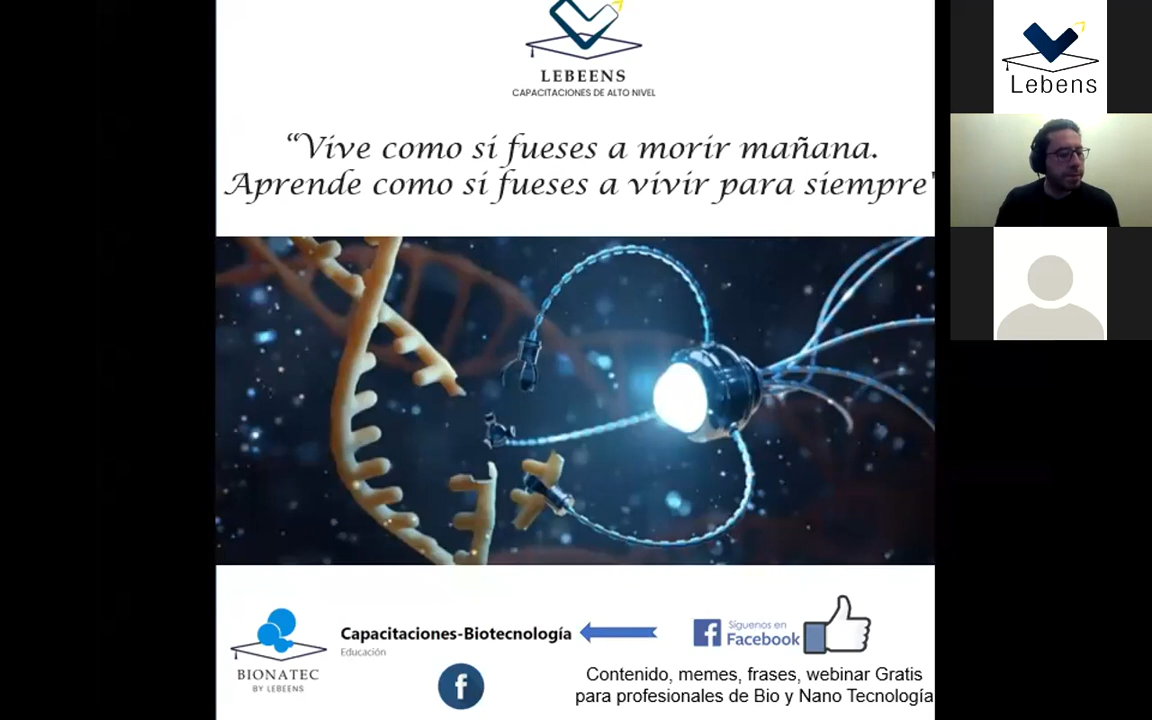 LEBEENS
CAPACITACIONES DE ALTO NIVEL
“Vive como si fueses a morir mañana.
Aprende como si fueses a vivir para siempre"
Capacitaciones-Biotecnología
Educación
BIONATEC
BY LEBEENS
f
f
Síguenos en
Facebook
Contenido, memes, frases, webinar Gratis
para profesionales de Bio y Nano Tecnología
Lebens